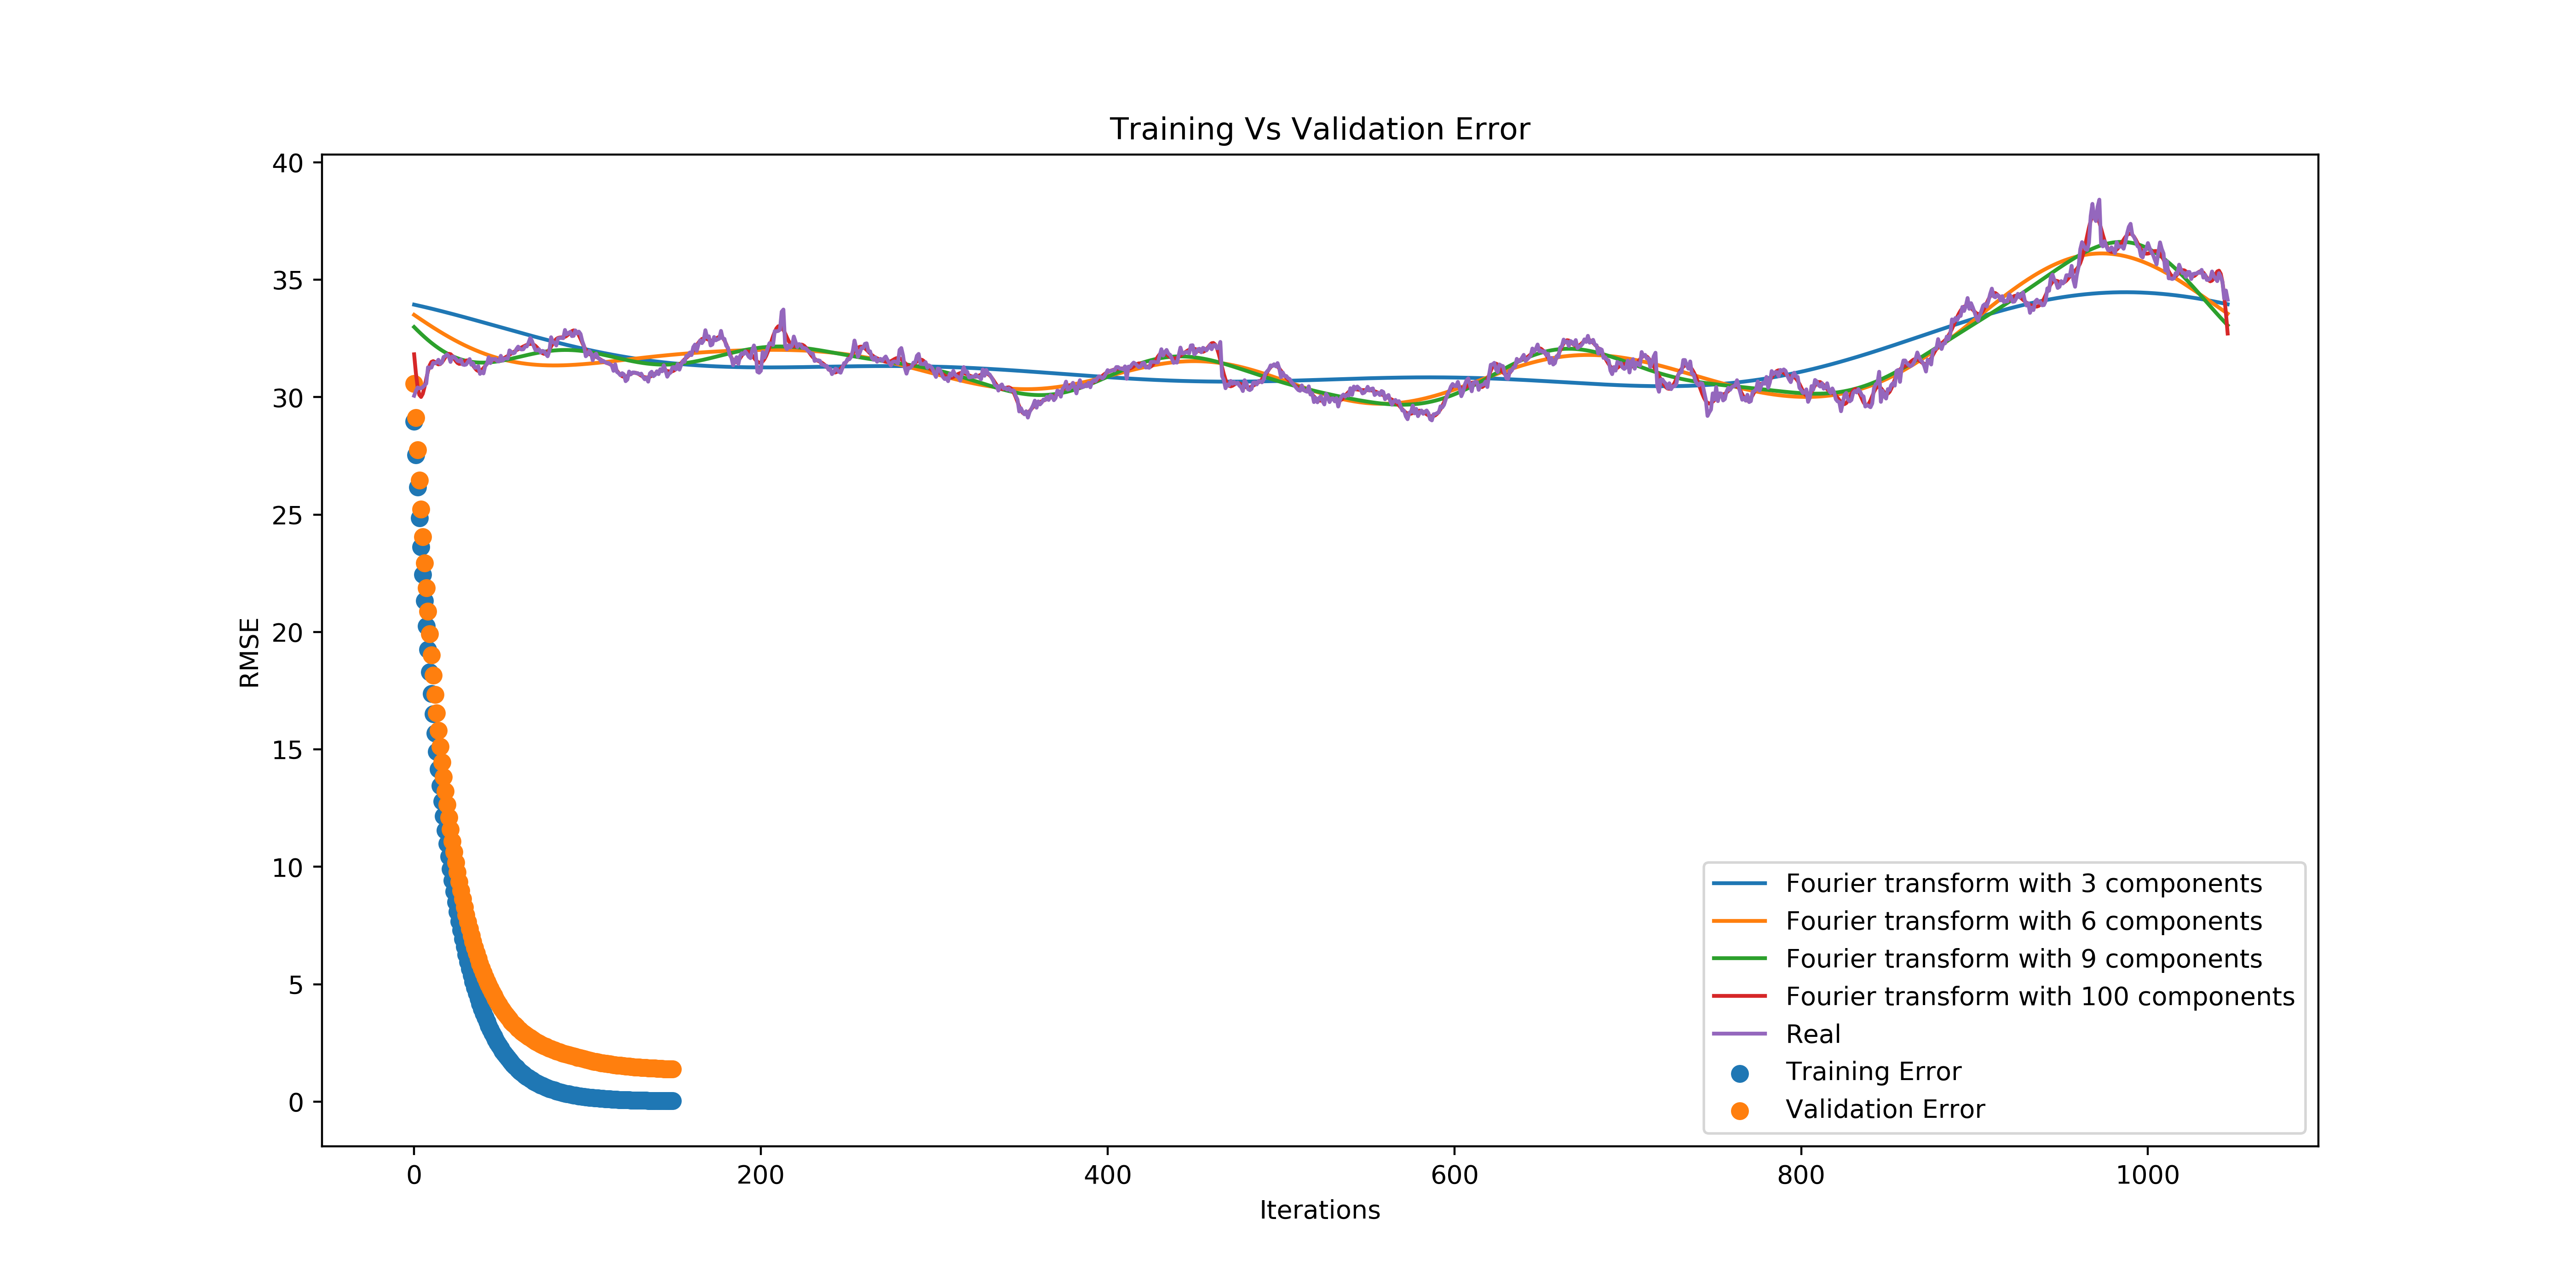 Training Vs Validation Error
40
35
30
25
20
15
10
5
0
RMSE
0 200 400 600 800 1000
Iterations
Fourier transform with 3 components
Fourier transform with 6 components
Fourier transform with 9 components
Fourier transform with 100 components
Real
Training Error
Validation Error